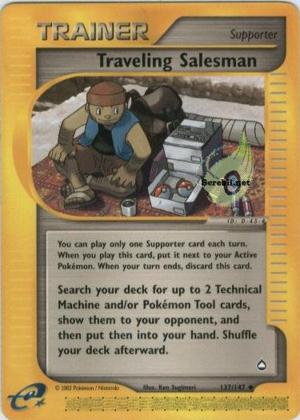 TRAINER
Supporter
Traveling Salesman
Serebii.net
ID: D-45-#
You can play only one Supporter card each turn.
When you play this card, put it next to your Active
Pokémon. When your turn ends, discard this card.
Search your deck for up to 2 Technical
Machine and/or Pokémon Tool cards,
show them to your opponent, and
then put then into your hand. Shuffle
your deck afterward.
©2002 Pokémon / Nintendo
Illus. Ken Sugimori
137/147
e